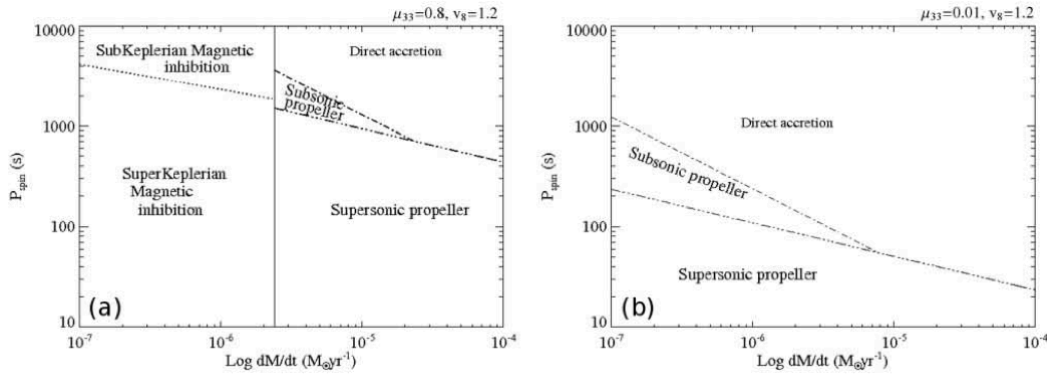 μ33=0.8, v8=1.2
10000
1000
100
10
P_spin (s)
SubKeplerian Magnetic
inhibition
Direct accretion
Subsonic
propeller
SuperKeplerian
Magnetic
inhibition
Supersonic propeller
(a)
10⁻⁷
10⁻⁶
10⁻⁵
10⁻⁴
Log dM/dt (M☉yr⁻¹)
μ33=0.01, v8=1.2
10000
1000
100
10
P_spin (s)
Direct accretion
Subsonic propeller
Supersonic propeller
(b)
10⁻⁷
10⁻⁶
10⁻⁵
10⁻⁴
Log dM/dt (M☉yr⁻¹)